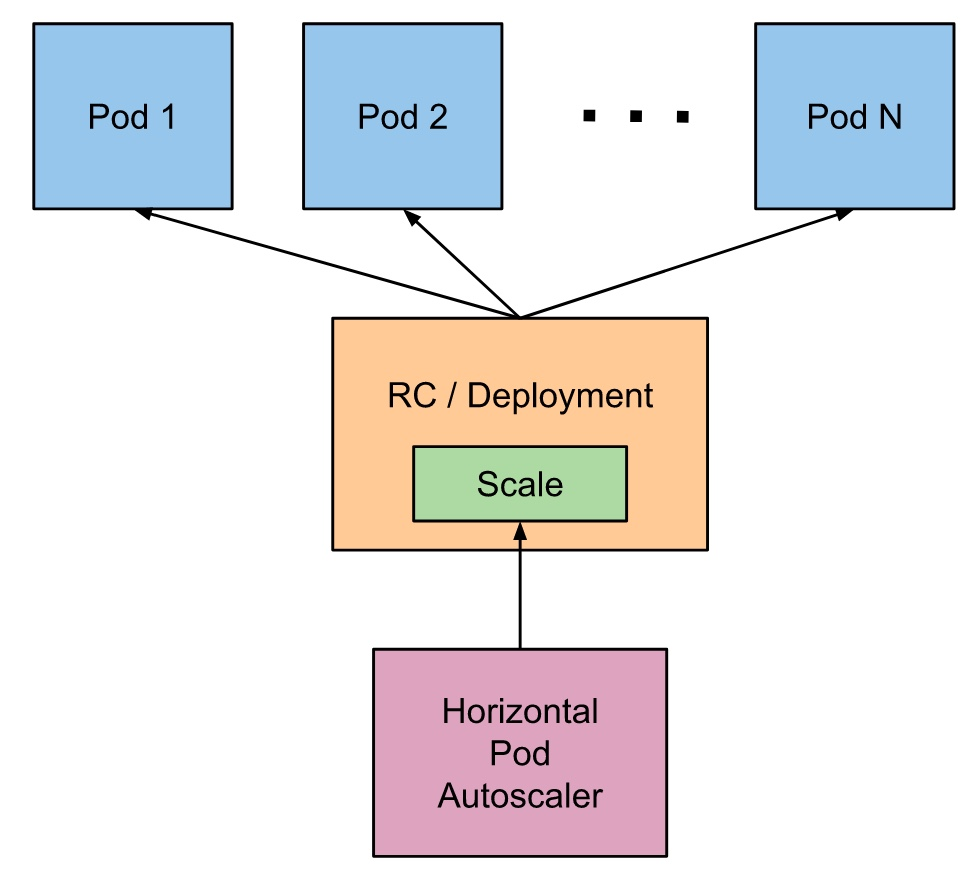 Pod 1
Pod 2
. . .
Pod N
RC / Deployment
Scale
Horizontal
Pod
Autoscaler